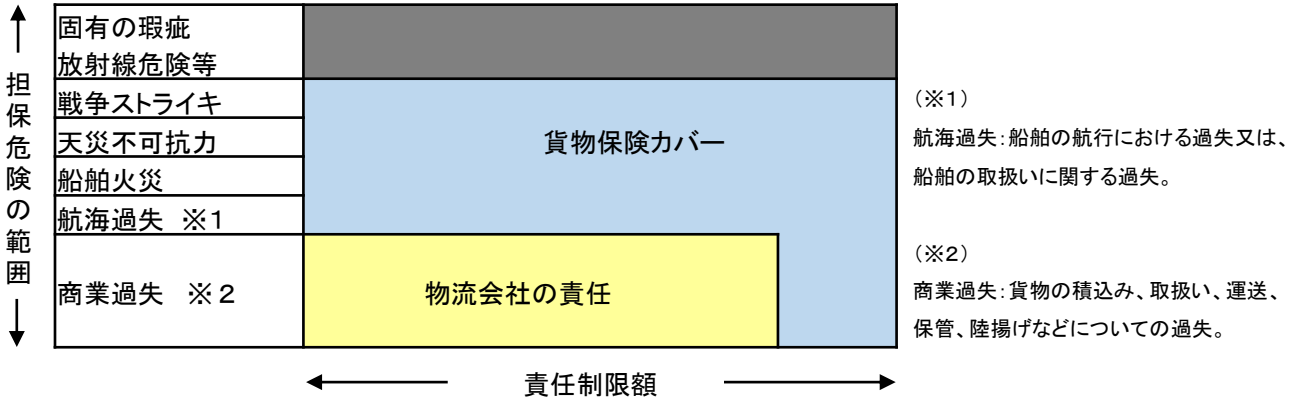 担保危険の範囲
固有の瑕疵
放射線危険等
戦争ストライキ
天災不可抗力
船舶火災
航海過失 ※1
商業過失 ※2
貨物保険カバー
物流会社の責任
責任制限額
(※1)
航海過失:船舶の航行における過失又は、
船舶の取扱いに関する過失。
(※2)
商業過失:貨物の積込み、取扱い、運送、
保管、陸揚げなどについての過失。